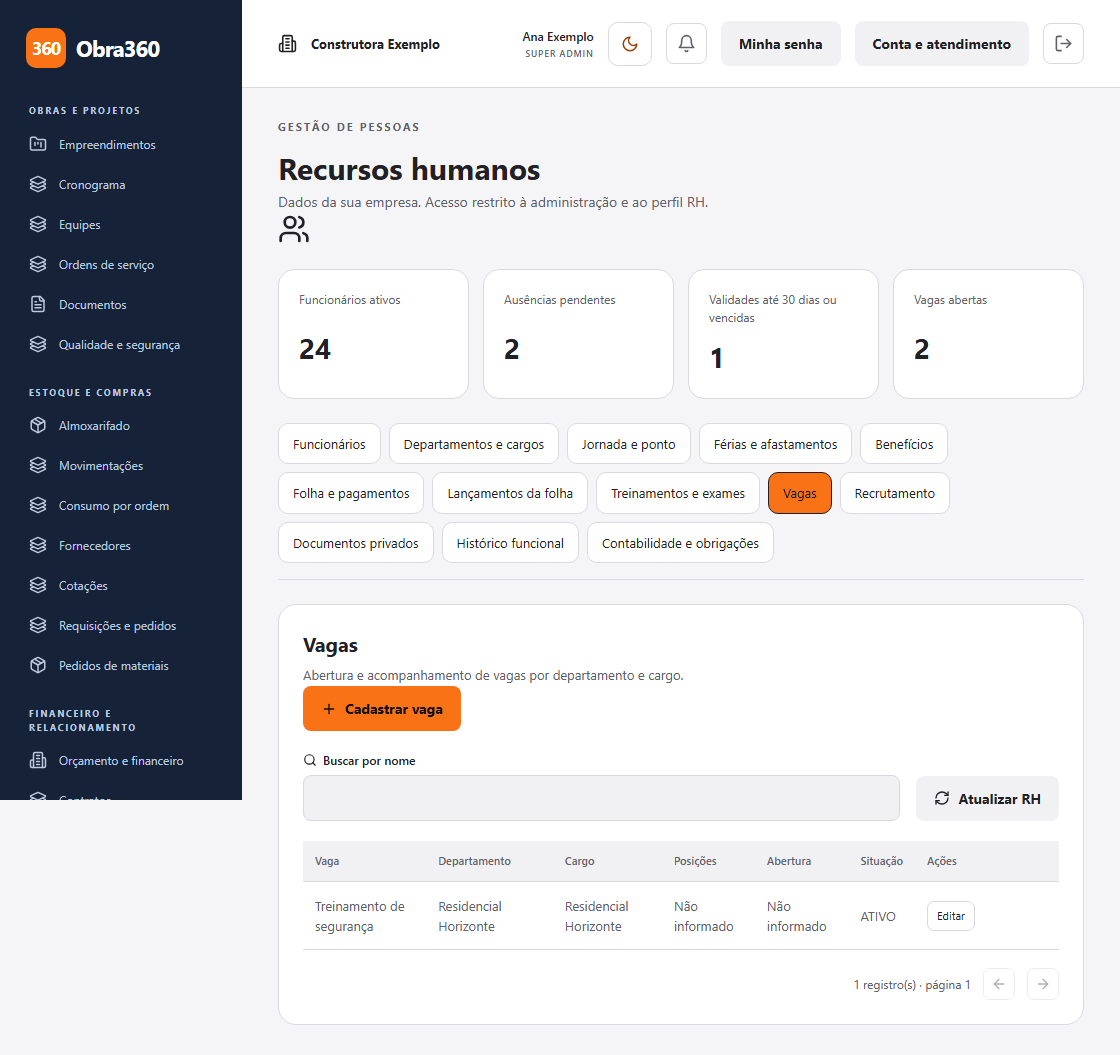 360 Obra360
OBRAS E PROJETOS
Empreendimentos
Cronograma
Equipes
Ordens de serviço
Documentos
Qualidade e segurança
ESTOQUE E COMPRAS
Almoxarifado
Movimentações
Consumo por ordem
Fornecedores
Cotações
Requisições e pedidos
Pedidos de materiais
FINANCEIRO E
RELACIONAMENTO
Orçamento e financeiro
Construtora Exemplo
Ana Exemplo
SUPER ADMIN
Minha senha
Conta e atendimento
GESTÃO DE PESSOAS
Recursos humanos
Dados da sua empresa. Acesso restrito à administração e ao perfil RH.
Funcionários ativos
24
Ausências pendentes
2
Validades até 30 dias ou
vencidas
1
Vagas abertas
2
Funcionários Departamentos e cargos Jornada e ponto Férias e afastamentos Benefícios
Folha e pagamentos Lançamentos da folha Treinamentos e exames Vagas Recrutamento
Documentos privados Histórico funcional Contabilidade e obrigações
Vagas
Abertura e acompanhamento de vagas por departamento e cargo.
+ Cadastrar vaga
Buscar por nome
Atualizar RH
Vaga Departamento Cargo Posições Abertura Situação Ações
Treinamento de Residencial Residencial Não Não ATIVO Editar
segurança Horizonte Horizonte informado informado
1 registro(s) · página 1